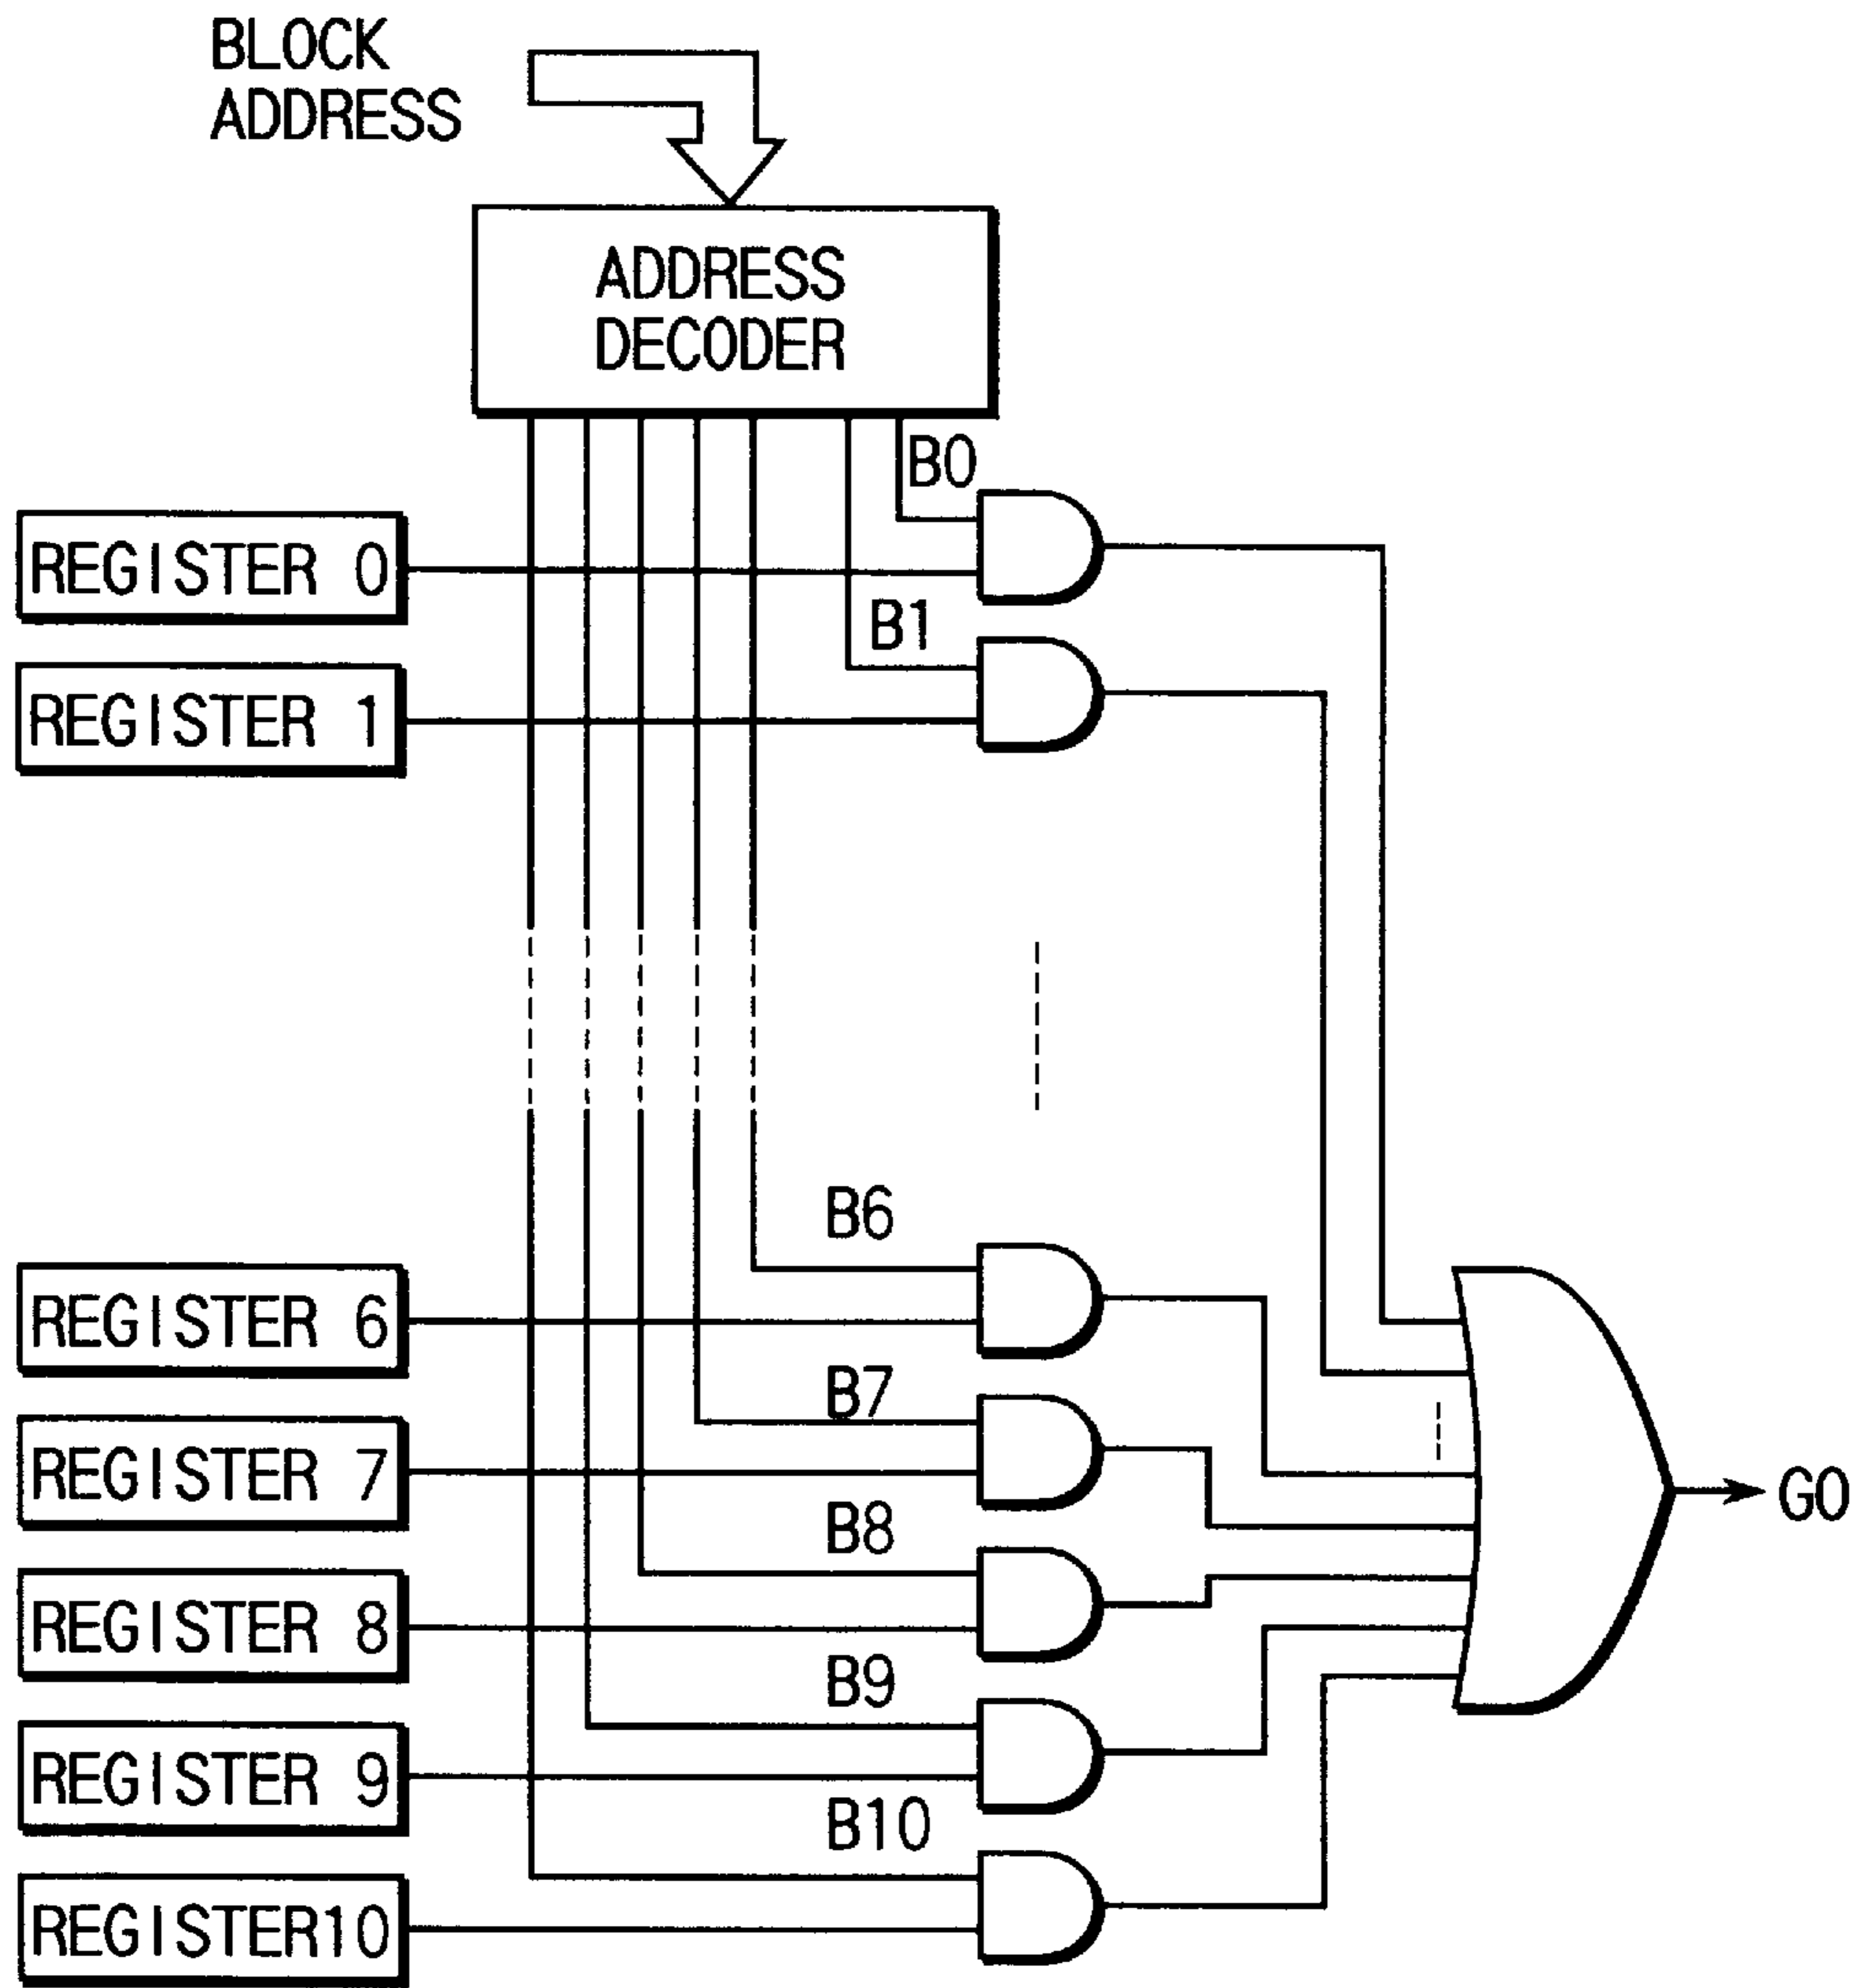 BLOCK
ADDRESS
ADDRESS
DECODER
B0
REGISTER 0
B1
REGISTER 1
B6
REGISTER 6
B7
REGISTER 7
B8
REGISTER 8
B9
REGISTER 9
B10
REGISTER10
GO